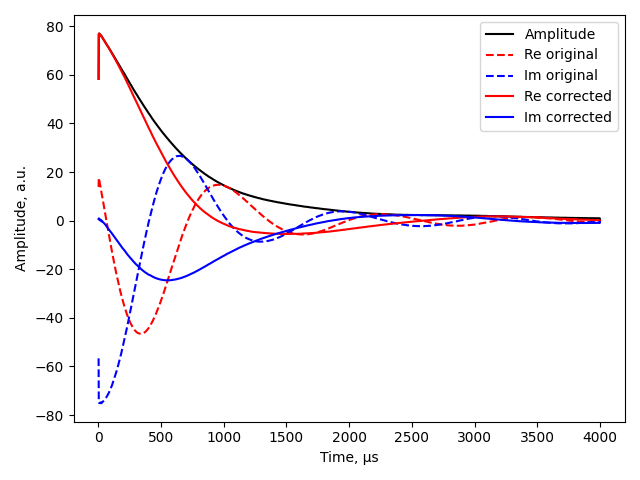 80
60
40
20
0
−20
−40
−60
−80
Amplitude, a.u.
0
500
1000
1500
2000
2500
3000
3500
4000
Time, μs
Amplitude
Re original
Im original
Re corrected
Im corrected